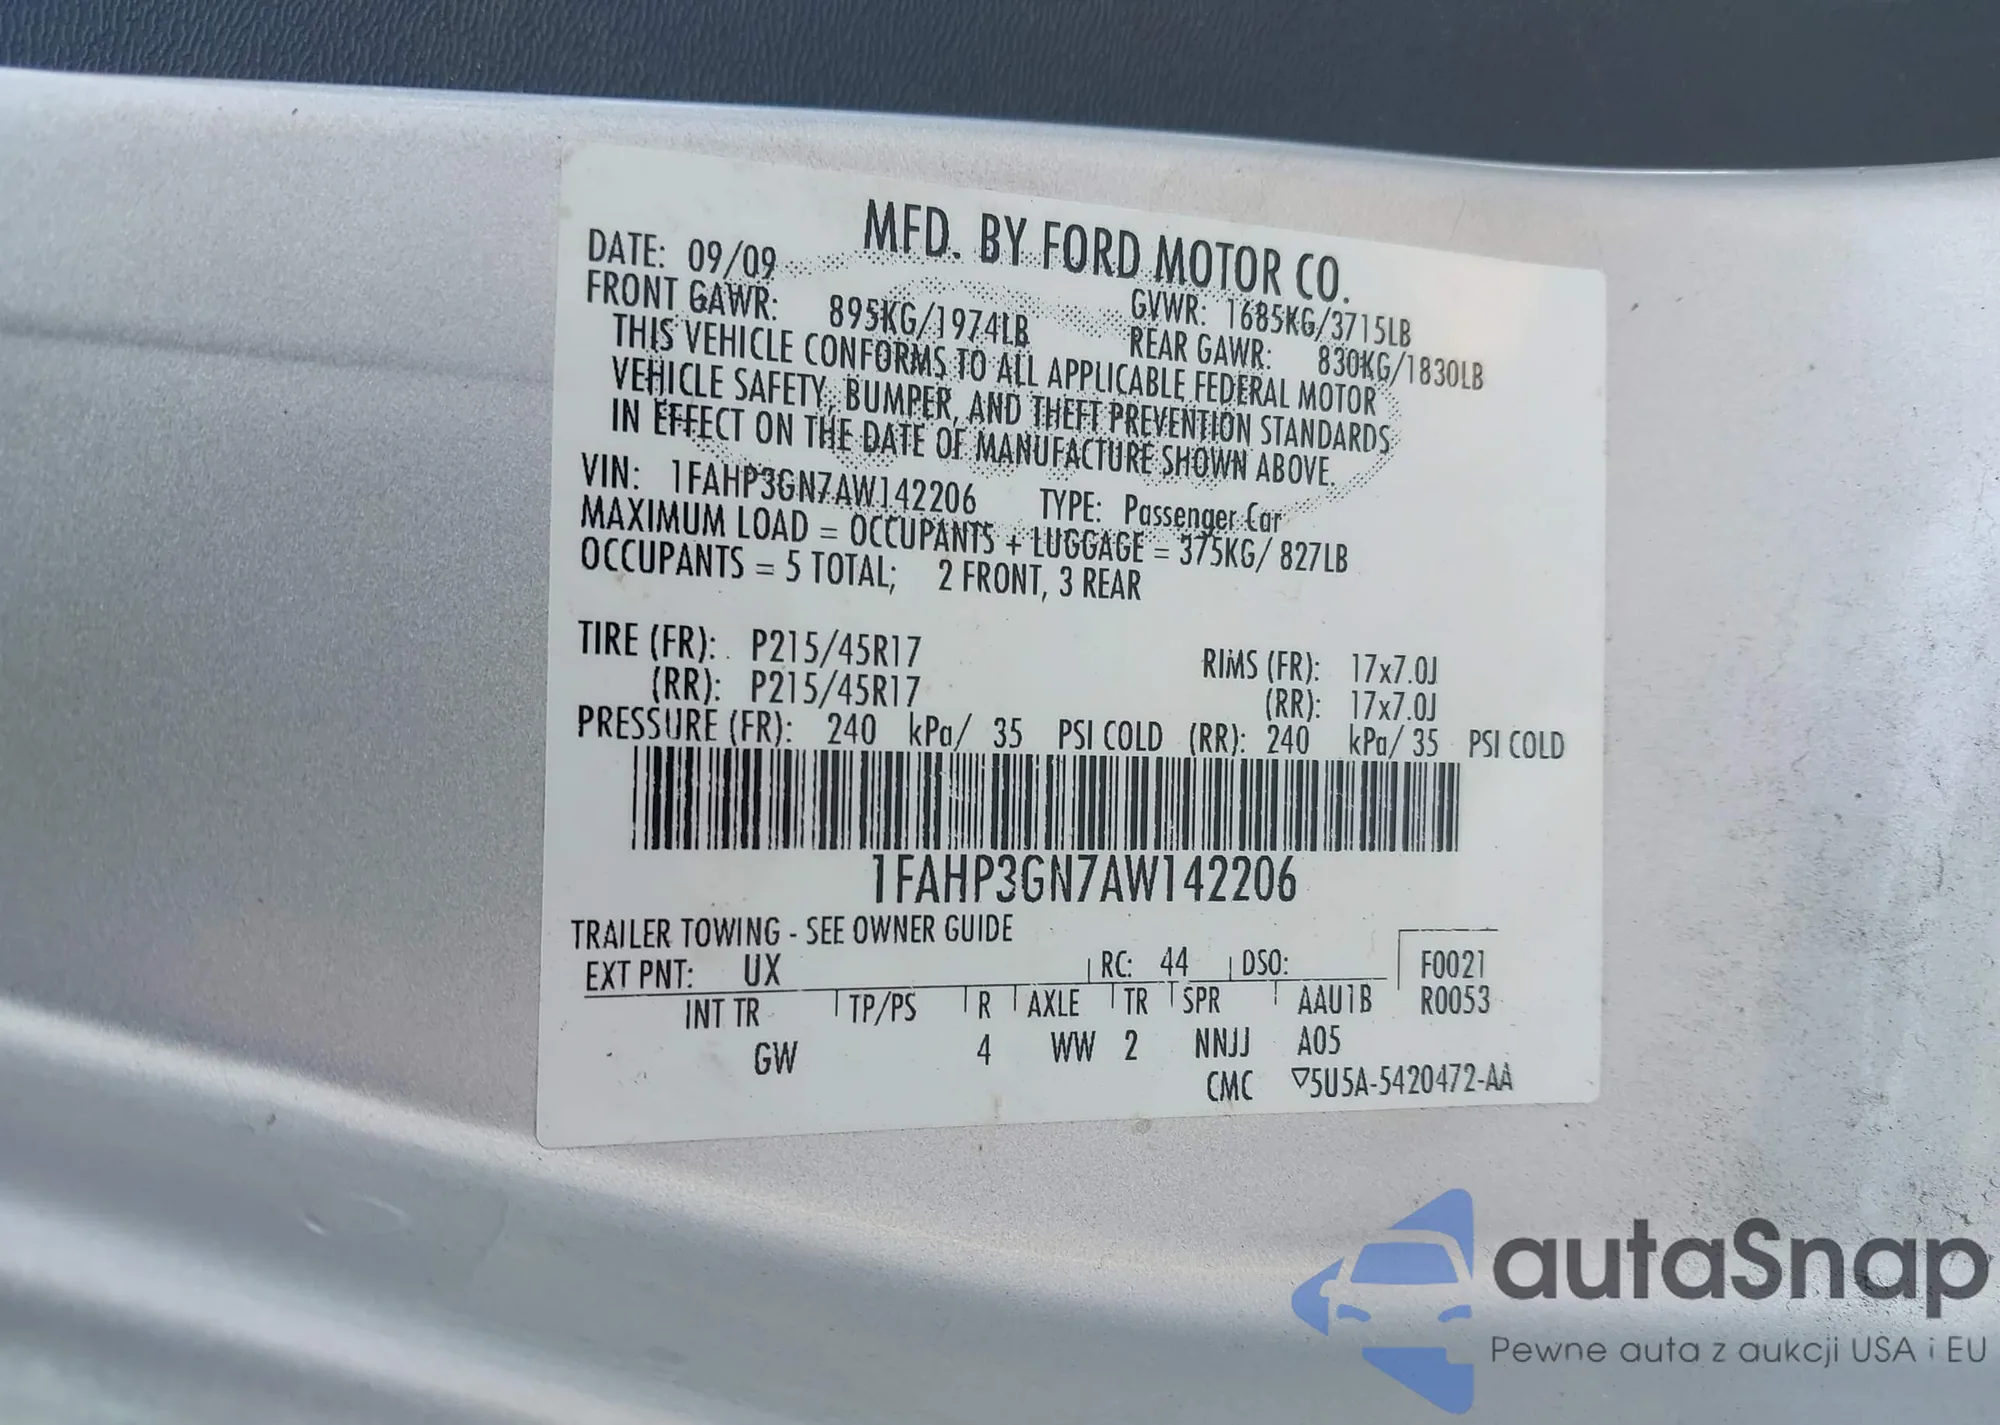 MFD. BY FORD MOTOR CO.
DATE: 09/09 GVWR: 1685KG/3715LB
FRONT GAWR: 895KG/1974LB REAR GAWR: 830KG/1830LB
THIS VEHICLE CONFORMS TO ALL APPLICABLE FEDERAL MOTOR
VEHICLE SAFETY, BUMPER, AND THEFT PREVENTION STANDARDS
IN EFFECT ON THE DATE OF MANUFACTURE SHOWN ABOVE.
VIN: 1FAHP3GN7AW142206 TYPE: Passenger Car
MAXIMUM LOAD = OCCUPANTS + LUGGAGE = 375KG/ 827LB
OCCUPANTS = 5 TOTAL; 2 FRONT, 3 REAR
TIRE (FR): P215/45R17 RIMS (FR): 17x7.0J
(RR): P215/45R17 (RR): 17x7.0J
PRESSURE (FR): 240 kPa/ 35 PSI COLD (RR): 240 kPa/ 35 PSI COLD
1FAHP3GN7AW142206
TRAILER TOWING - SEE OWNER GUIDE
EXT PNT: UX RC: 44 DSO: F0021
INT TR TP/PS R AXLE TR SPR AAU1B R0053
GW 4 WW 2 NNJJ A05
CMC ▽5U5A-5420472-AA
autaSnap
Pewne auta z aukcji USA i EU